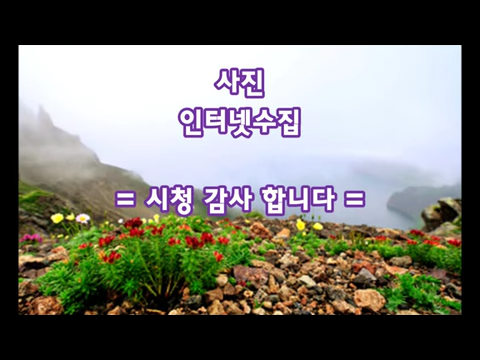 사진
인터넷수집
= 시청 감사 합니다 =